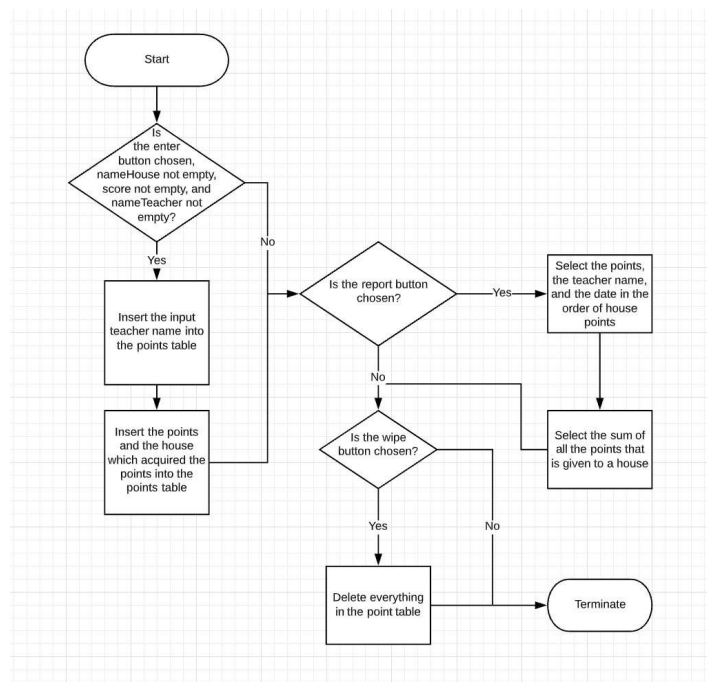 Start
Is
the enter
button chosen,
nameHouse not empty,
score not empty, and
nameTeacher not
empty?
No
Yes
Insert the input
teacher name into
the points table
Insert the points
and the house
which acquired the
points into the
points table
Is the report button
chosen?
Yes
Select the points,
the teacher name,
and the date in the
order of house
points
No
Select the sum of
all the points that
is given to a house
Is the wipe
button chosen?
Yes
No
Delete everything
in the point table
Terminate